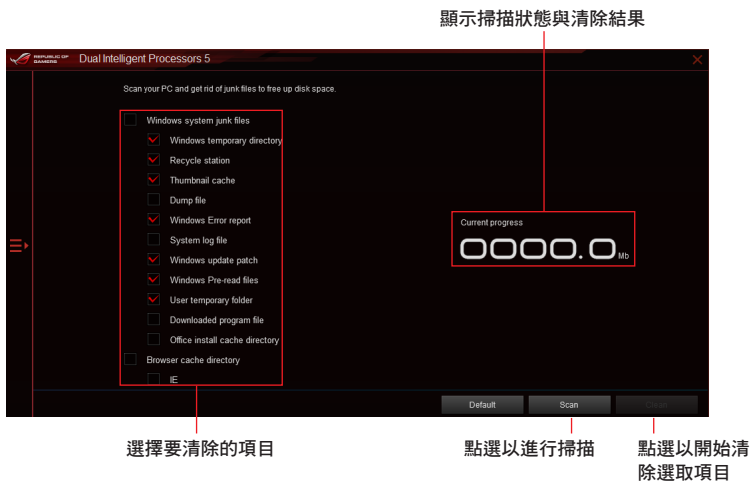 顯示掃描狀態與清除結果
REPUBLIC OF
GAMERS
Dual Intelligent Processors 5
Scan your PC and get rid of junk files to free up disk space.
Windows system junk files
Windows temporary directory
Recycle station
Thumbnail cache
Dump file
Windows Error report
System log file
Windows update patch
Windows Pre-read files
User temporary folder
Downloaded program file
Office install cache directory
Browser cache directory
IE
Current progress
0000.0 Mb
Default
Scan
選擇要清除的項目
點選以進行掃描
點選以開始清
除選取項目